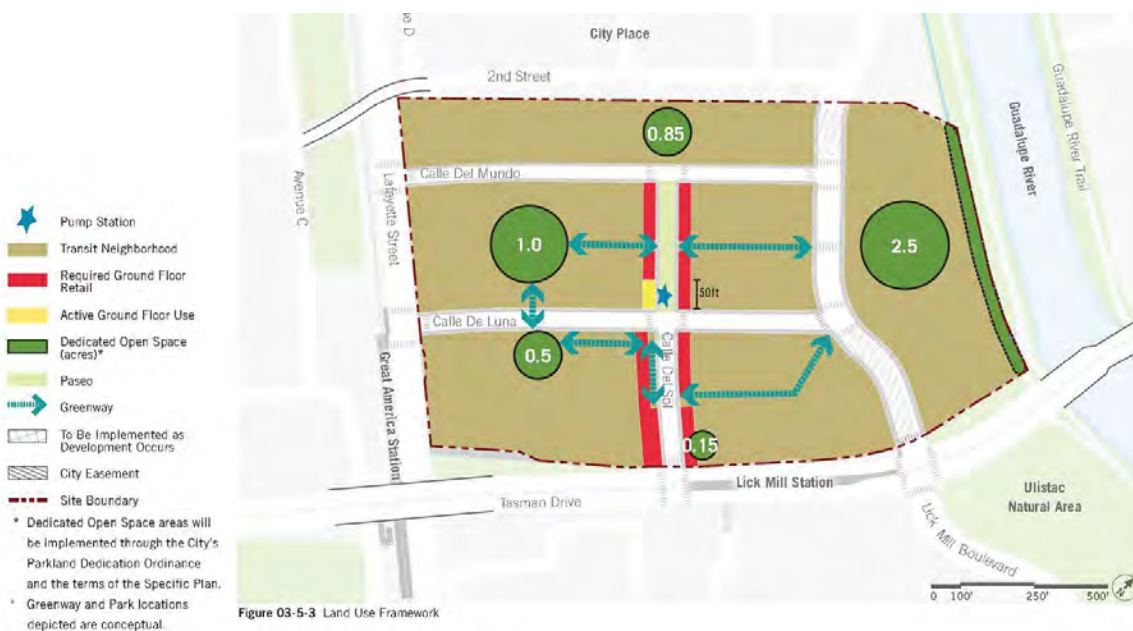 City Place
2nd Street
0.85
Calle Del Mundo
Avenue C
Lafayette Street
Guadalupe River
Guadalupe River Trail
1.0
2.5
50ft
Calle De Luna
0.5
Calle Del Sol
Great America Station
0.15
Lick Mill Station
Tasman Drive
Ulistac
Natural Area
Lick Mill Boulevard
Pump Station
Transit Neighborhood
Required Ground Floor
Retail
Active Ground Floor Use
Dedicated Open Space
(acres)*
Paseo
Greenway
To Be Implemented as
Development Occurs
City Easement
Site Boundary
* Dedicated Open Space areas will
be implemented through the City's
Parkland Dedication Ordinance
and the terms of the Specific Plan.
* Greenway and Park locations
depicted are conceptual.
0 100' 250' 500'
N
Figure 03-5-3 Land Use Framework